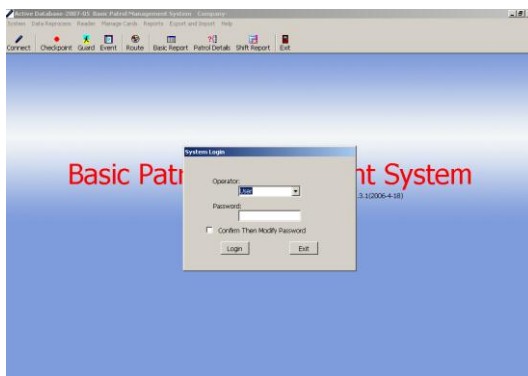 Active Database-2007-05 Basic Patrol Management System - Company-
System Data Reprocess Reader Manage Cards Reports Export and Import Help
Connect Checkpoint Guard Event Route Basic Report Patrol Details Shift Report Exit
System Login
Basic Patr nt System
.3.1(2006-4-18)
Operator:
User
Password:
Confirm Then Modify Password
Login Exit